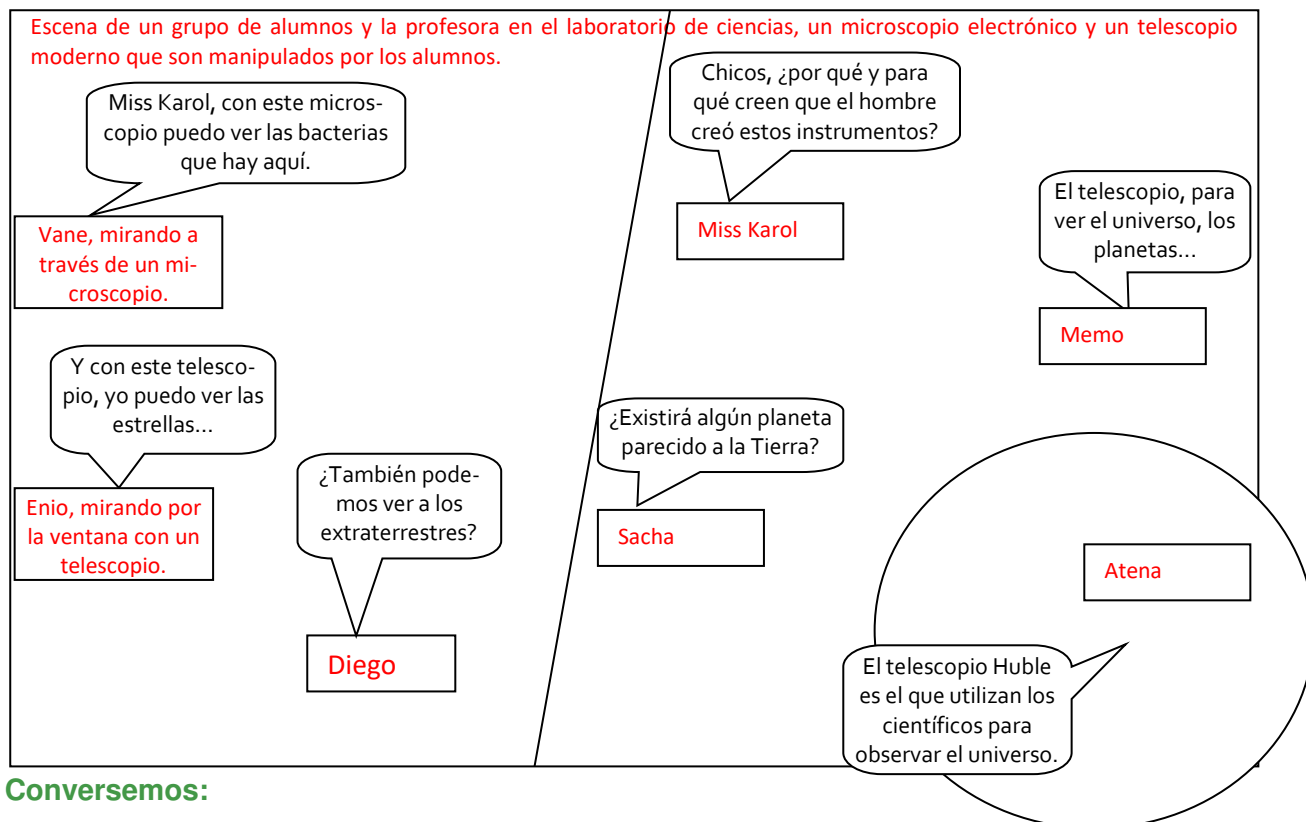 Escena de un grupo de alumnos y la profesora en el laboratorio de ciencias, un microscopio electrónico y un telescopio
moderno que son manipulados por los alumnos.
Miss Karol, con este micros-
copio puedo ver las bacterias
que hay aquí.
Vane, mirando a
través de un mi-
croscopio.
Y con este telesco-
pio, yo puedo ver las
estrellas...
Enio, mirando por
la ventana con un
telescopio.
¿También pode-
mos ver a los
extraterrestres?
Diego
Chicos, ¿por qué y para
qué creen que el hombre
creó estos instrumentos?
Miss Karol
El telescopio, para
ver el universo, los
planetas...
Memo
¿Existirá algún planeta
parecido a la Tierra?
Sacha
Atena
El telescopio Huble
es el que utilizan los
científicos para
observar el universo.
Conversemos: